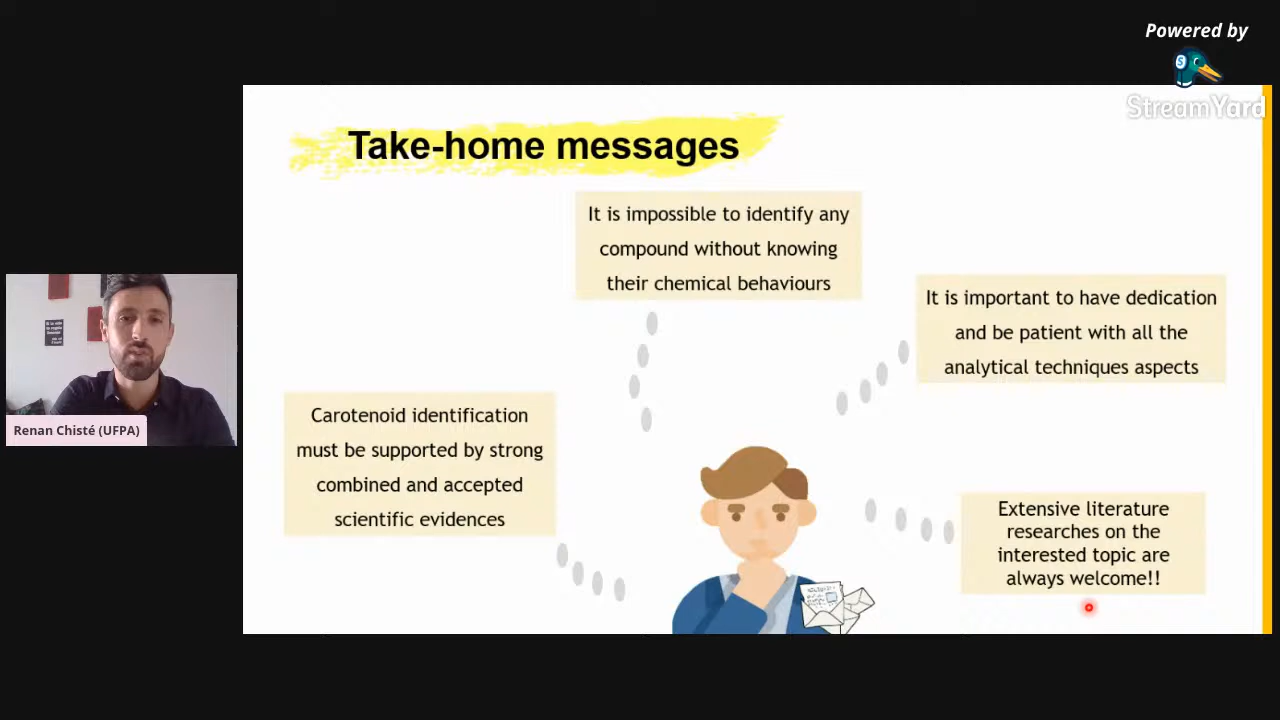 Powered by
StreamYard
Take-home messages
It is impossible to identify any
compound without knowing
their chemical behaviours
It is important to have dedication
and be patient with all the
analytical techniques aspects
Carotenoid identification
must be supported by strong
combined and accepted
scientific evidences
Extensive literature
researches on the
interested topic are
always welcome!!
Renan Chisté (UFPA)